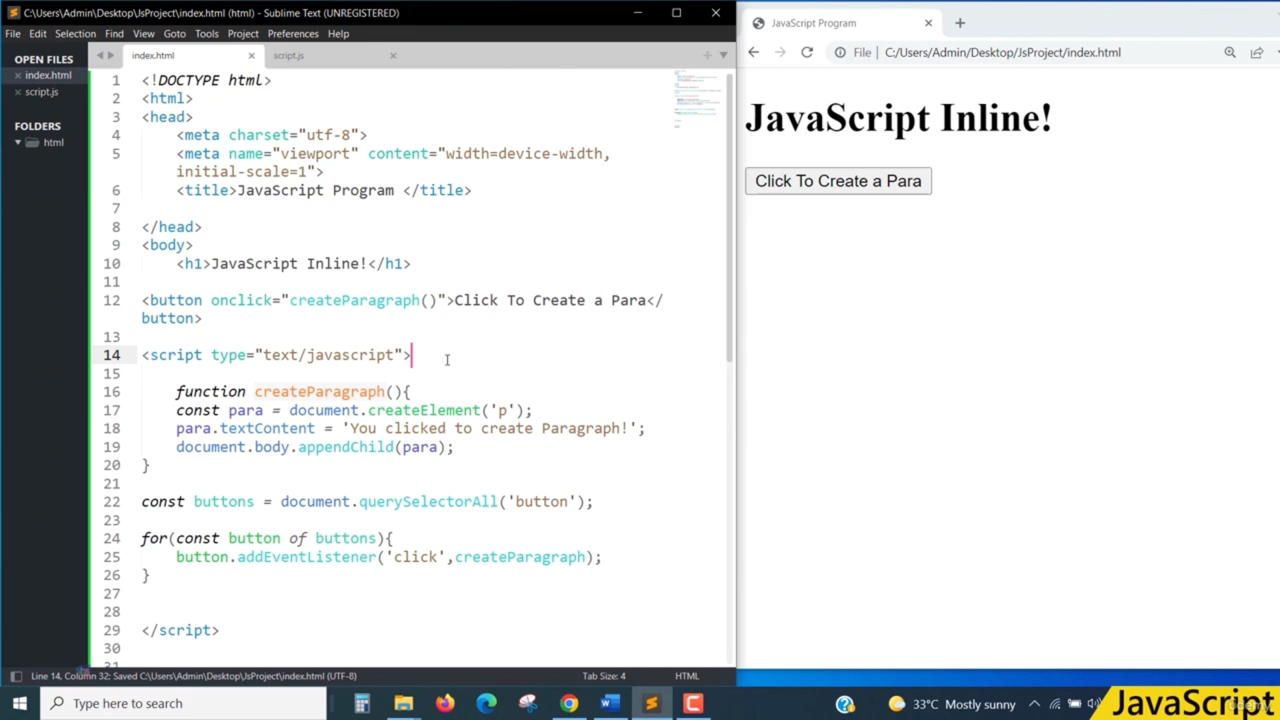 C:\Users\Admin\Desktop\JsProject\index.html (html) - Sublime Text (UNREGISTERED)
File Edit Selection Find View Goto Tools Project Preferences Help
OPEN FILES
index.html
script.js
FOLDERS
html
index.html
script.js
1 <!DOCTYPE html>
2 <html>
3 <head>
4 <meta charset="utf-8">
5 <meta name="viewport" content="width=device-width,
initial-scale=1">
6 <title>JavaScript Program </title>
7
8 </head>
9 <body>
10 <h1>JavaScript Inline!</h1>
11
12 <button onclick="createParagraph()">Click To Create a Para</
button>
13
14 <script type="text/javascript">
15
16 function createParagraph(){
17 const para = document.createElement('p');
18 para.textContent = 'You clicked to create Paragraph!';
19 document.body.appendChild(para);
20 }
21
22 const buttons = document.querySelectorAll('button');
23
24 for(const button of buttons){
25 button.addEventListener('click',createParagraph);
26 }
27
28
29 </script>
30
31
Line 14, Column 32: Saved C:\Users\Admin\Desktop\JsProject\index.html (UTF-8)
Tab Size: 4
HTML
JavaScript Program
File
C:/Users/Admin/Desktop/JsProject/index.html
JavaScript Inline!
Click To Create a Para
Type here to search
33°C Mostly sunny
JavaScript